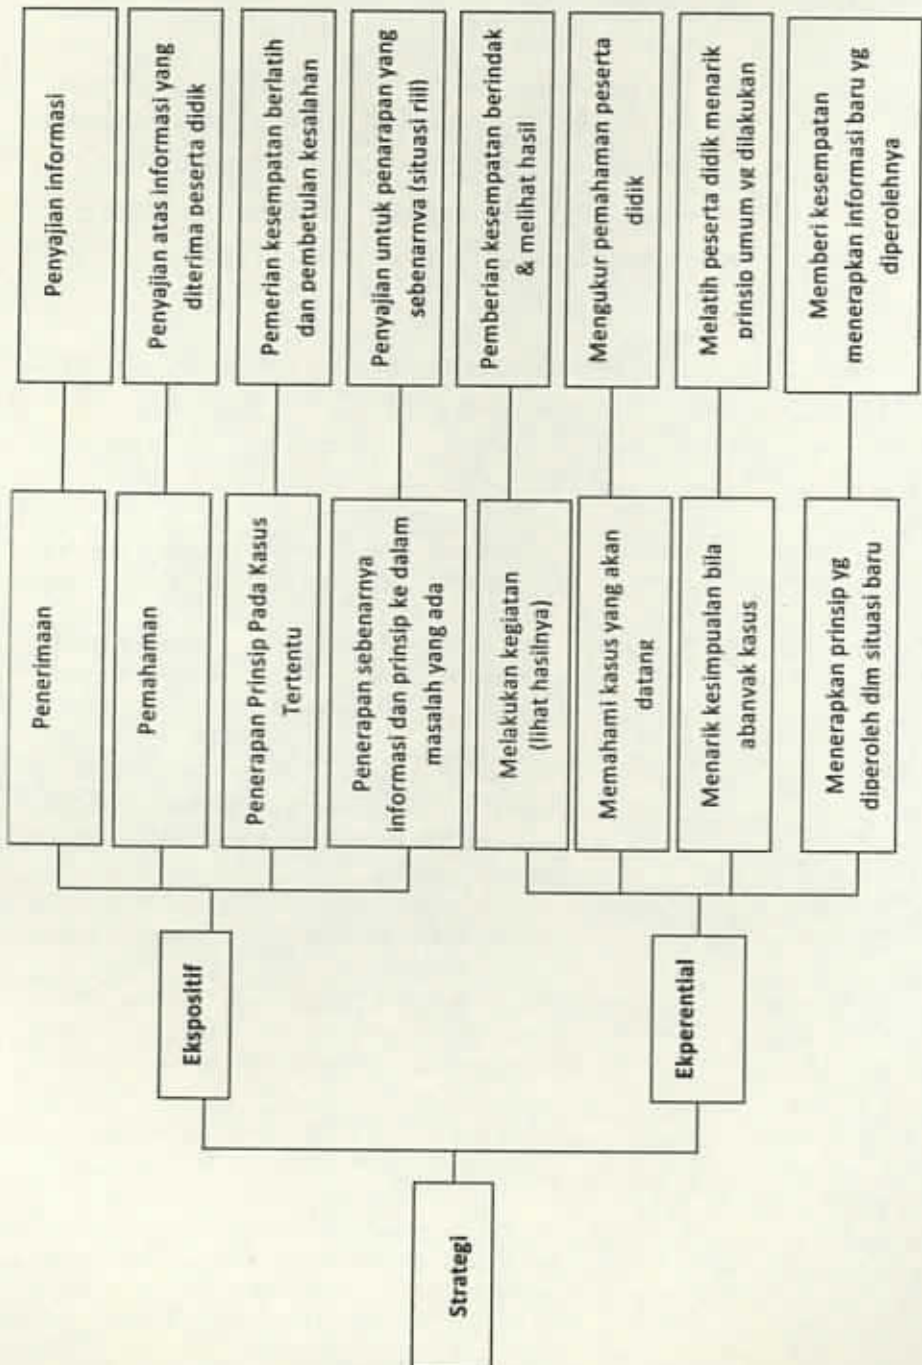 Strategi
Ekspositif
Penerimaan
Penyajian informasi
Pemahaman
Penyajian atas informasi yang
diterima peserta didik
Penerapan Prinsip Pada Kasus
Tertentu
Pemerian kesempatan berlatih
dan pembetulan kesalahan
Penerapan sebenarnya
informasi dan prinsip ke dalam
masalah yang ada
Penyajian untuk penarapan yang
sebenarnya (situasi riil)
Ekperential
Melakukan kegiatan
(lihat hasilnya)
Pemberian kesempatan berindak
& melihat hasil
Memahami kasus yang akan
datang
Mengukur pemahaman peserta
didik
Menarik kesimpualan bila
abanyak kasus
Melatih peserta didik menarik
prinsip umum yg dilakukan
Menerapkan prinsip yg
diperoleh dlm situasi baru
Memberi kesempatan
menerapkan informasi baru yg
diperolehnya